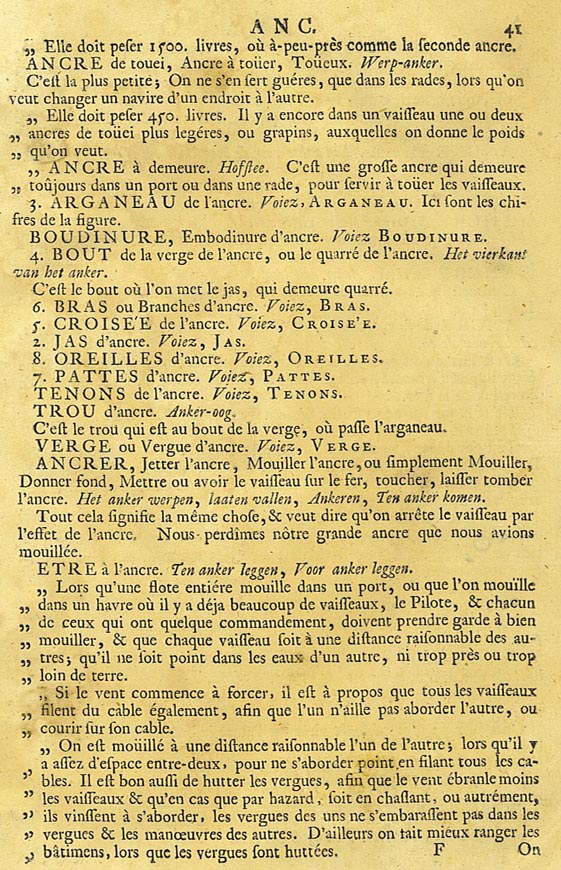 ANC. 41
„ Elle doit peſer 1500. livres, où à-peu-près comme la ſeconde ancre.
ANCRE de touei, Ancre à toüer, Toüeux. Werp-anker.
C'eſt la plus petite; On ne s'en ſert guéres, que dans les rades, lors qu'on
veut changer un navire d'un endroit à l'autre.
„ Elle doit peſer 450. livres. Il y a encore dans un vaiſſeau une ou deux
„ ancres de toüei plus legéres, ou grapins, auxquelles on donne le poids
„ qu'on veut.
„ ANCRE à demeure. Hofſtee. C'eſt une groſſe ancre qui demeure
„ toûjours dans un port ou dans une rade, pour ſervir à toüer les vaiſſeaux.
3. ARGANEAU de l'ancre. Voiez, ARGANEAU. Ici ſont les chi-
fres de la figure.
BOUDINURE, Embodinure d'ancre. Voiez BOUDINURE.
4. BOUT de la verge de l'ancre, ou le quarré de l'ancre. Het vierkant
van het anker.
C'eſt le bout où l'on met le jas, qui demeure quarré.
6. BRAS ou Branches d'ancre. Voiez, BRAS.
5. CROISE'E de l'ancre. Voiez, CROISE'E.
2. JAS d'ancre. Voiez, JAS.
8. OREILLES d'ancre. Voiez, OREILLES.
7. PATTES d'ancre. Voiez, PATTES.
TENONS de l'ancre. Voiez, TENONS.
TROU d'ancre. Anker-oog.
C'eſt le trou qui eſt au bout de la verge, où paſſe l'arganeau.
VERGE ou Vergue d'ancre. Voiez, VERGE.
ANCRER, Jetter l'ancre, Mouiller l'ancre, ou ſimplement Mouiller,
Donner fond, Mettre ou avoir le vaiſſeau ſur le fer, toucher, laiſſer tomber
l'ancre. Het anker werpen, laaten vallen, Ankeren, Ten anker komen.
Tout cela ſignifie la même choſe, & veut dire qu'on arrête le vaiſſeau par
l'effet de l'ancre. Nous perdîmes nôtre grande ancre que nous avions
mouillée.
ETRE à l'ancre. Ten anker leggen, Voor anker leggen.
„ Lors qu'une flote entiére mouille dans un port, ou que l'on mouïlle
„ dans un havre où il y a déja beaucoup de vaiſſeaux, le Pilote, & chacun
„ de ceux qui ont quelque commandement, doivent prendre garde à bien
„ mouiller, & que chaque vaiſſeau ſoit à une diſtance raiſonnable des au-
„ tres; qu'il ne ſoit point dans les eaux d'un autre, ni trop près ou trop
„ loin de terre.
„ Si le vent commence à forcer, il eſt à propos que tous les vaiſſeaux
„ filent du câble également, afin que l'un n'aille pas aborder l'autre, ou
„ courir ſur ſon cable.
„ On eſt moüillé à une diſtance raiſonnable l'un de l'autre; lors qu'il y
„ a aſſez d'eſpace entre-deux, pour ne s'aborder point en filant tous les ca-
„ bles. Il eſt bon auſſi de hutter les vergues, afin que le vent ébranle moins
„ les vaiſſeaux & qu'en cas que par hazard, ſoit en chaſſant, ou autrément,
„ ils vinſſent à s'aborder, les vergues des uns ne s'embaraſſent pas dans les
„ vergues & les manœuvres des autres. D'ailleurs on fait mieux ranger les
„ bâtimens, lors que les vergues ſont huttées. F On